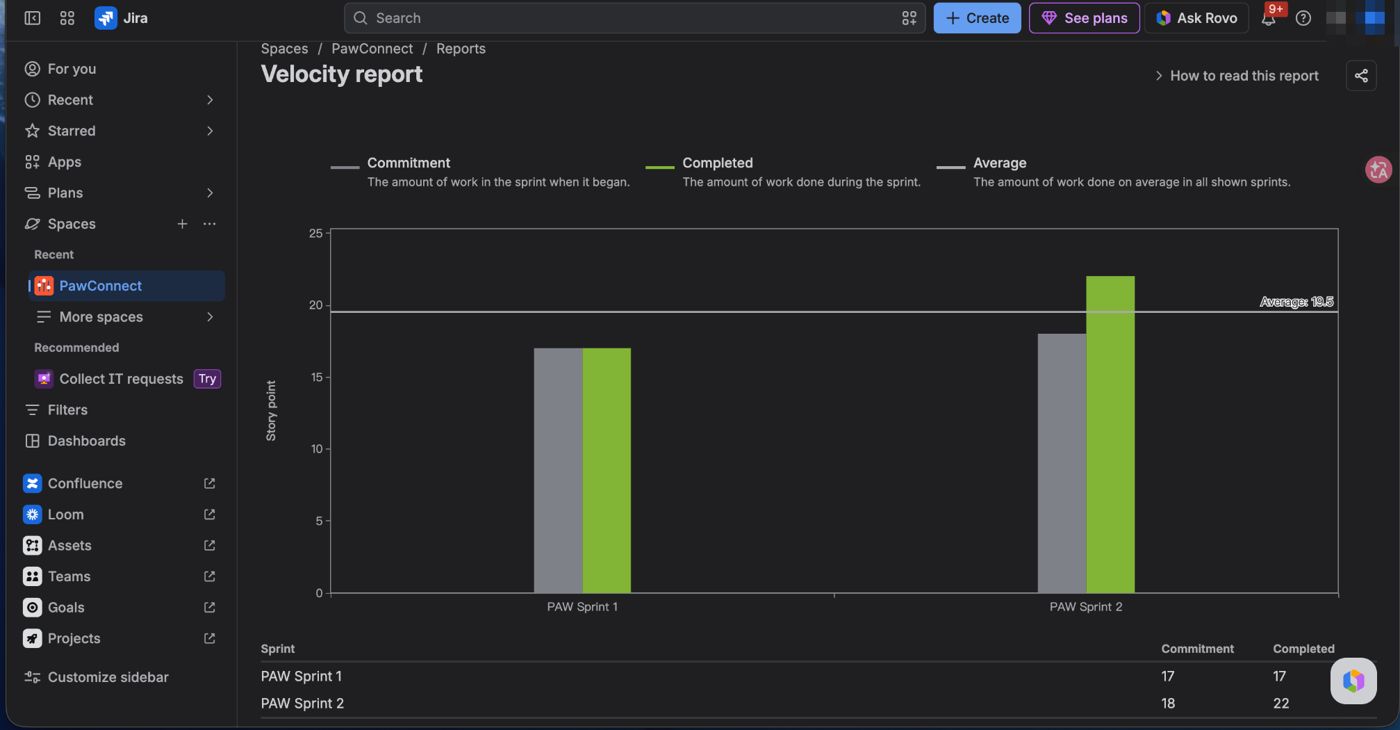 Jira
Search
Create
See plans
Ask Rovo
9+
Spaces / PawConnect / Reports
Velocity report
How to read this report
For you
Recent
Starred
Apps
Plans
Spaces
Recent
PawConnect
More spaces
Recommended
Collect IT requests Try
Filters
Dashboards
Confluence
Loom
Assets
Teams
Goals
Projects
Customize sidebar
Commitment
The amount of work in the sprint when it began.
Completed
The amount of work done during the sprint.
Average
The amount of work done on average in all shown sprints.
25
20
15
10
5
0
Story point
Average: 19.5
PAW Sprint 1
PAW Sprint 2
Sprint Commitment Completed
PAW Sprint 1 17 17
PAW Sprint 2 18 22